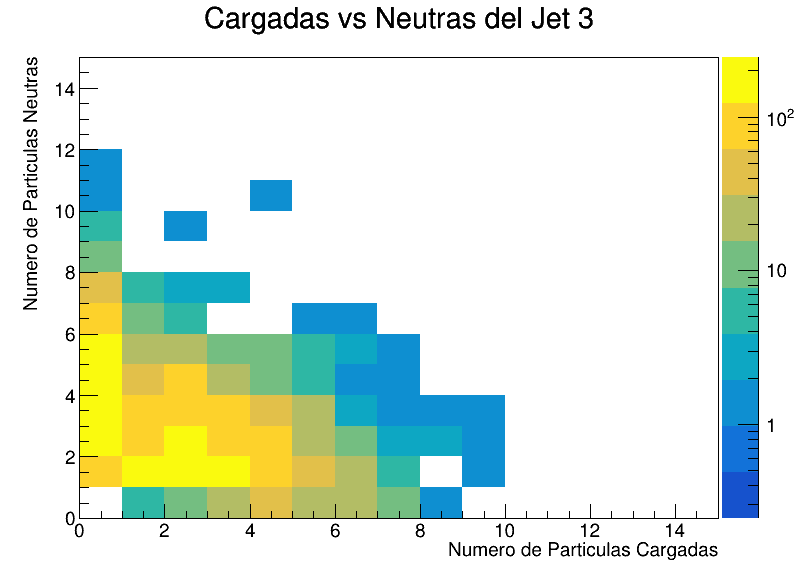 Cargadas vs Neutras del Jet 3
Numero de Particulas Neutras
14
12
10
8
6
4
2
0
0 2 4 6 8 10 12 14
Numero de Particulas Cargadas
10²
10
1